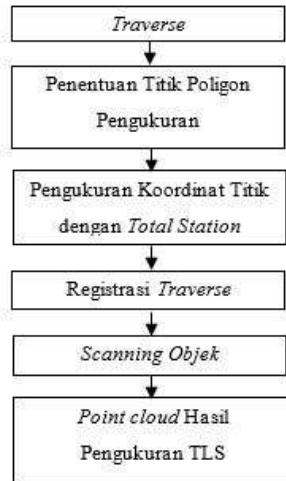 Traverse
Penentuan Titik Poligon
Pengukuran
Pengukuran Koordinat Titik
dengan Total Station
Registrasi Traverse
Scanning Objek
Point cloud Hasil
Pengukuran TLS